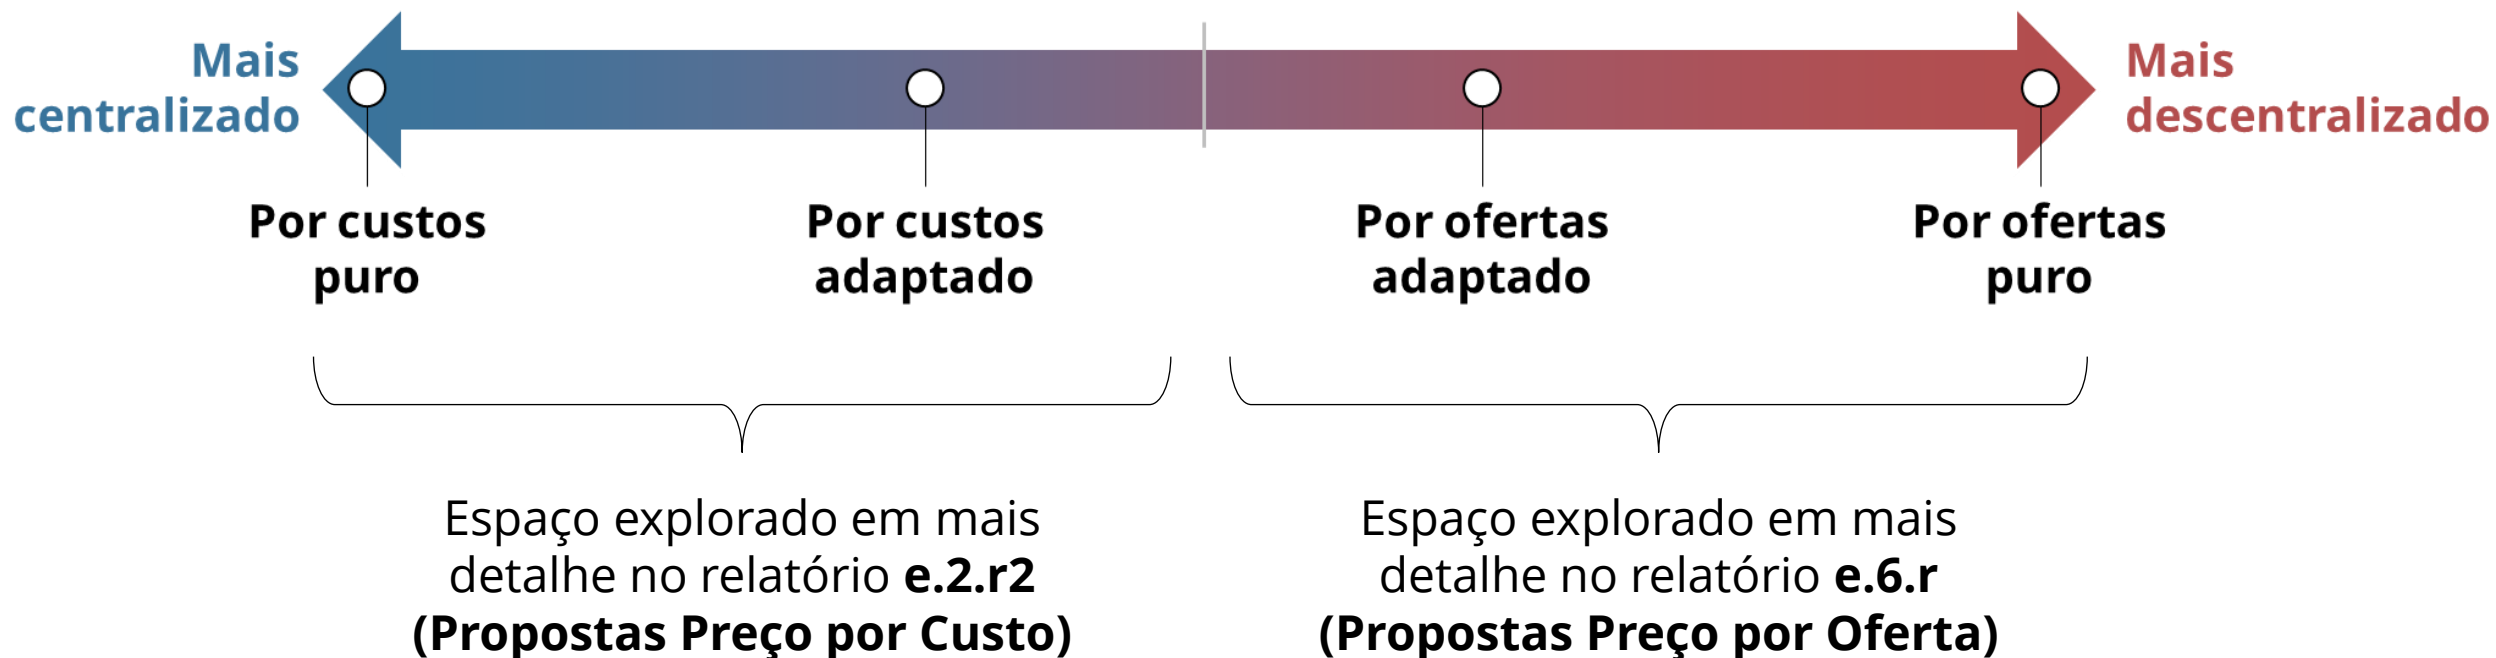 Mais
centralizado
Mais
descentralizado
Por custos
puro
Por custos
adaptado
Por ofertas
adaptado
Por ofertas
puro
Espaço explorado em mais
detalhe no relatório e.2.r2
(Propostas Preço por Custo)
Espaço explorado em mais
detalhe no relatório e.6.r
(Propostas Preço por Oferta)